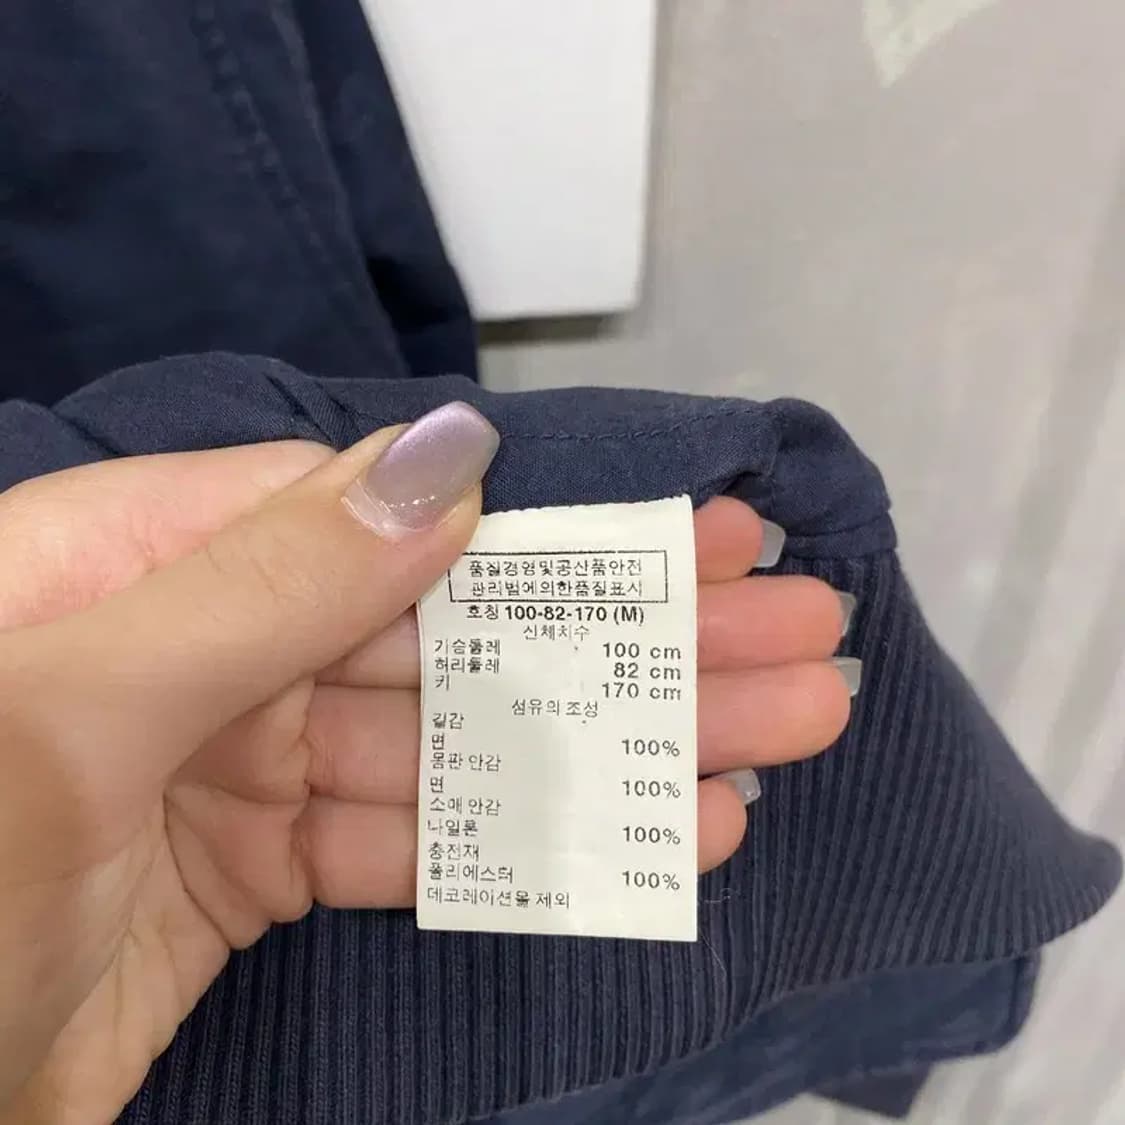 품질경영및공산품안전
관리법에의한품질표시
호칭 100-82-170 (M)
신체치수
가슴둘레 100 cm
허리둘레 82 cm
키 170 cm
섬유의 조성
겉감
면 100%
몸판 안감
면 100%
소매 안감
나일론 100%
충전재
폴리에스터 100%
데코레이션물 제외